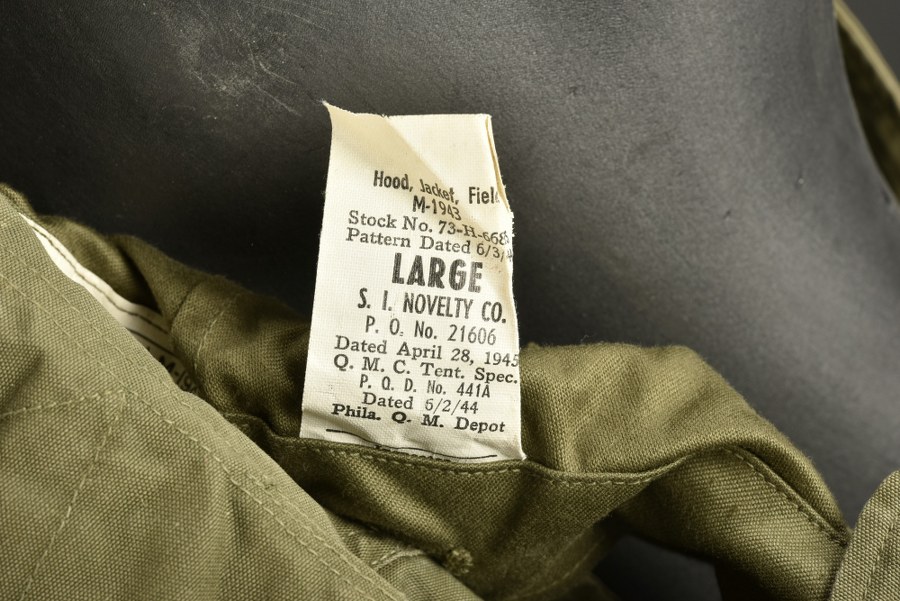 Hood, Jacket, Field
M-1943
Stock No. 73-H-668
Pattern Dated 6/3/4
LARGE
S. I. NOVELTY CO.
P. O. No. 21606
Dated April 28, 1945
Q. M. C. Tent. Spec.
P. Q. D. No. 441A
Dated 6/2/44
Phila. Q. M. Depot